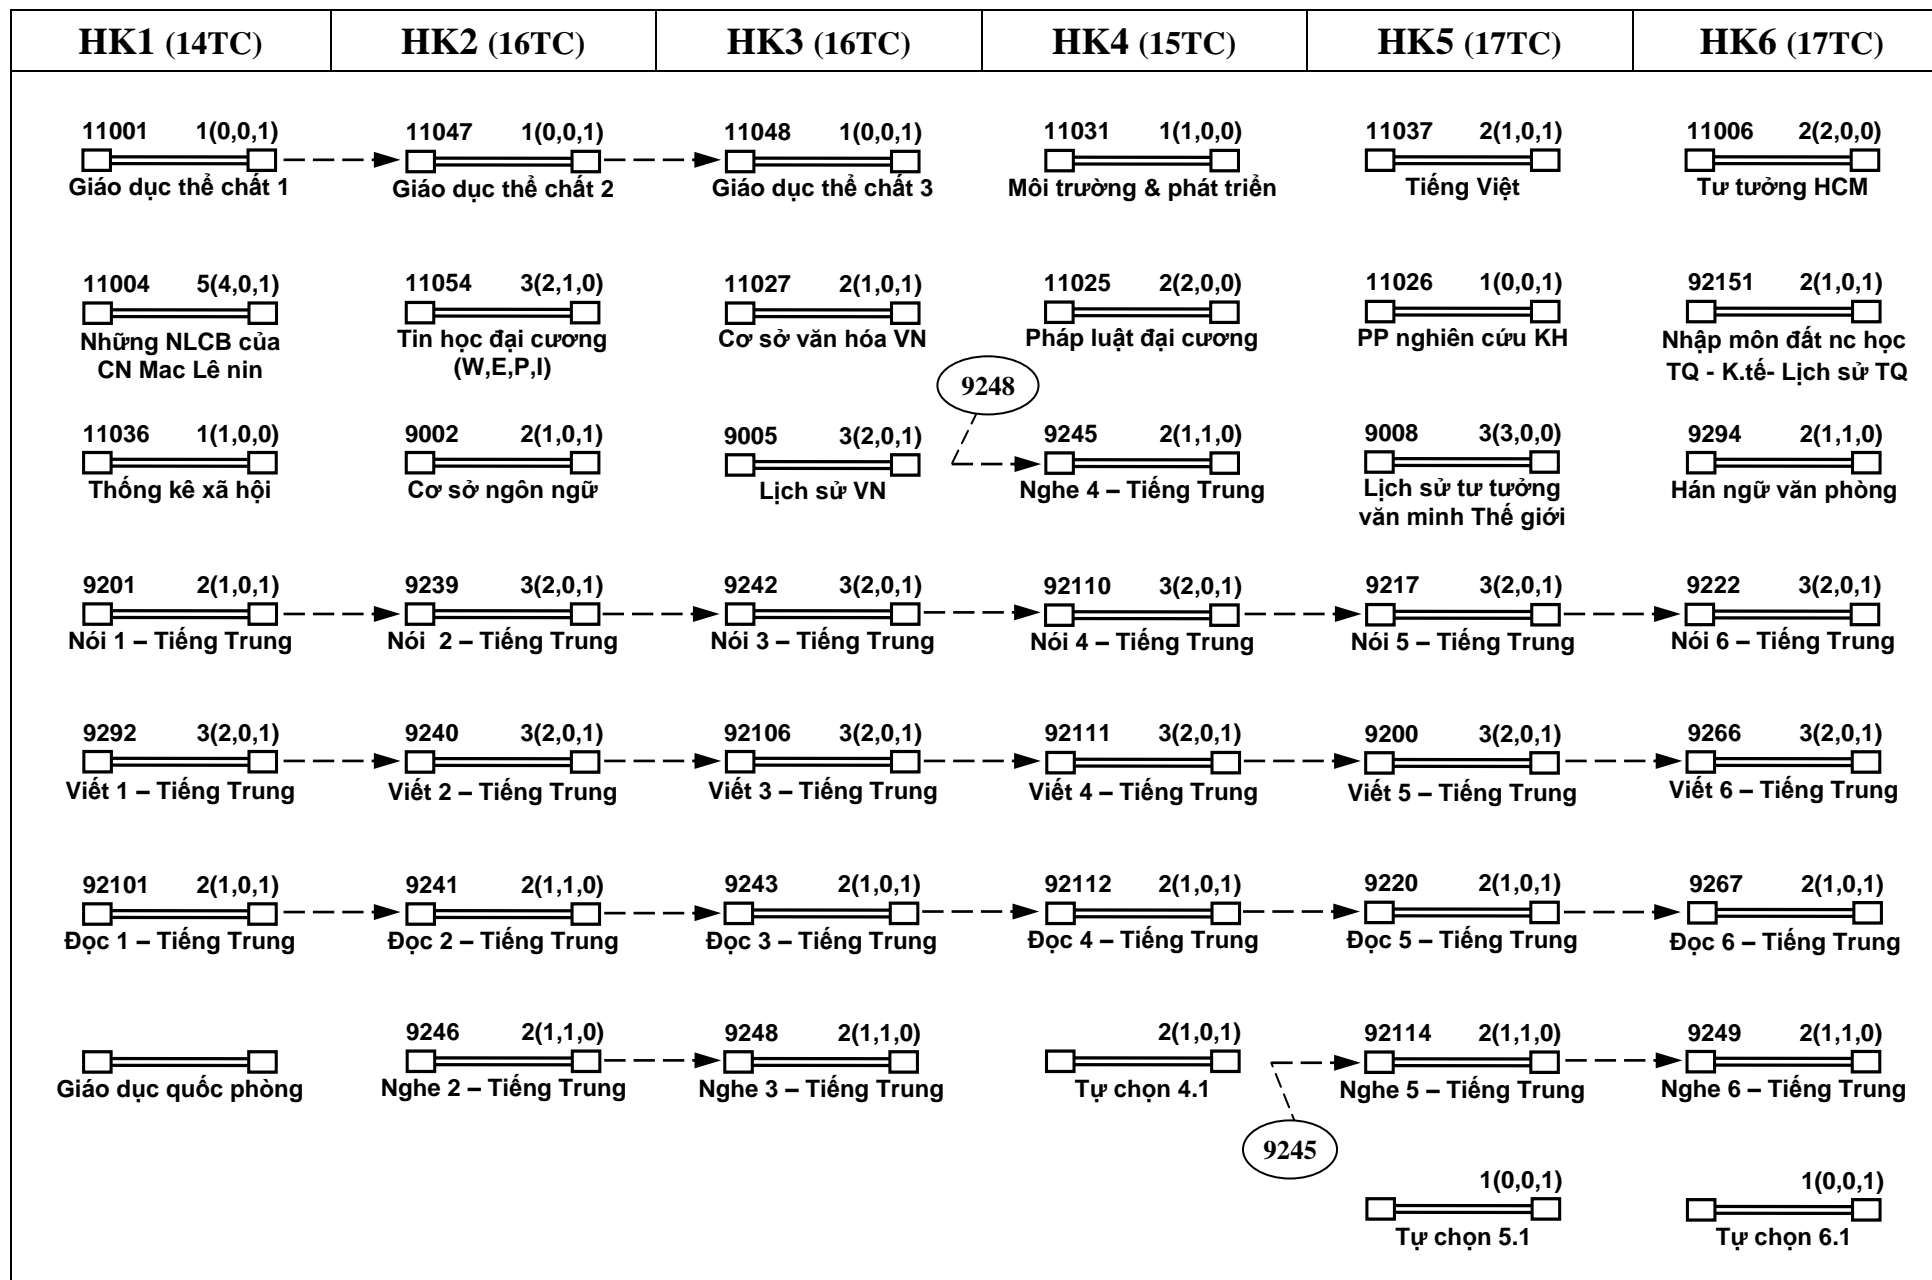 HK1 (14TC) HK2 (16TC) HK3 (16TC) HK4 (15TC) HK5 (17TC) HK6 (17TC)
11001 1(0,0,1) 11047 1(0,0,1) 11048 1(0,0,1) 11031 1(1,0,0) 11037 2(1,0,1) 11006 2(2,0,0)
Giáo dục thể chất 1 Giáo dục thể chất 2 Giáo dục thể chất 3 Môi trường & phát triển Tiếng Việt Tư tưởng HCM
11004 5(4,0,1) 11054 3(2,1,0) 11027 2(1,0,1) 11025 2(2,0,0) 11026 1(0,0,1) 92151 2(1,0,1)
Những NLCB của Tin học đại cương Cơ sở văn hóa VN Pháp luật đại cương PP nghiên cứu KH Nhập môn đất nc học
CN Mac Lê nin (W,E,P,I) TQ - K.tế- Lịch sử TQ
9248
11036 1(1,0,0) 9002 2(1,0,1) 9005 3(2,0,1) 9245 2(1,1,0) 9008 3(3,0,0) 9294 2(1,1,0)
Thống kê xã hội Cơ sở ngôn ngữ Lịch sử VN Nghe 4 – Tiếng Trung Lịch sử tư tưởng Hán ngữ văn phòng
văn minh Thế giới
9201 2(1,0,1) 9239 3(2,0,1) 9242 3(2,0,1) 92110 3(2,0,1) 9217 3(2,0,1) 9222 3(2,0,1)
Nói 1 – Tiếng Trung Nói 2 – Tiếng Trung Nói 3 – Tiếng Trung Nói 4 – Tiếng Trung Nói 5 – Tiếng Trung Nói 6 – Tiếng Trung
9292 3(2,0,1) 9240 3(2,0,1) 92106 3(2,0,1) 92111 3(2,0,1) 9200 3(2,0,1) 9266 3(2,0,1)
Viết 1 – Tiếng Trung Viết 2 – Tiếng Trung Viết 3 – Tiếng Trung Viết 4 – Tiếng Trung Viết 5 – Tiếng Trung Viết 6 – Tiếng Trung
92101 2(1,0,1) 9241 2(1,1,0) 9243 2(1,0,1) 92112 2(1,0,1) 9220 2(1,0,1) 9267 2(1,0,1)
Đọc 1 – Tiếng Trung Đọc 2 – Tiếng Trung Đọc 3 – Tiếng Trung Đọc 4 – Tiếng Trung Đọc 5 – Tiếng Trung Đọc 6 – Tiếng Trung
9246 2(1,1,0) 9248 2(1,1,0) 2(1,0,1) 92114 2(1,1,0) 9249 2(1,1,0)
Giáo dục quốc phòng Nghe 2 – Tiếng Trung Nghe 3 – Tiếng Trung Tự chọn 4.1 Nghe 5 – Tiếng Trung Nghe 6 – Tiếng Trung
9245
1(0,0,1) 1(0,0,1)
Tự chọn 5.1 Tự chọn 6.1